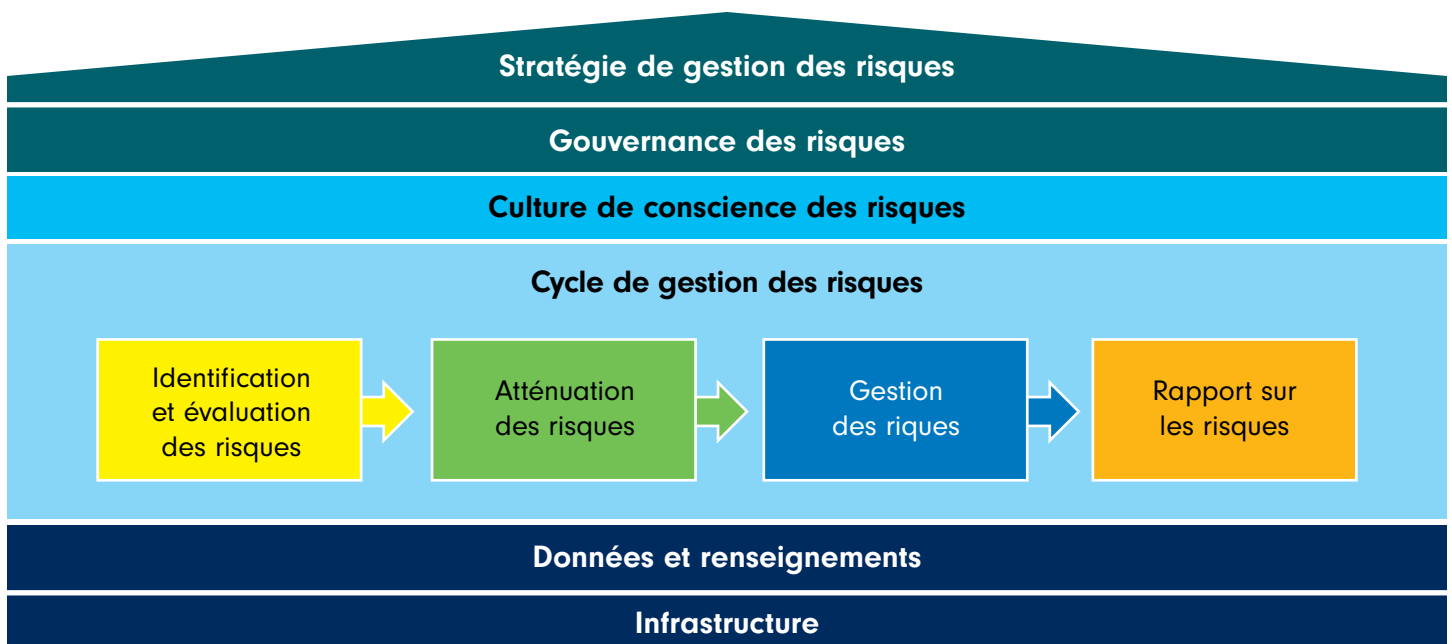 Stratégie de gestion des risques
Gouvernance des risques
Culture de conscience des risques
Cycle de gestion des risques
Identification
et évaluation
des risques
Atténuation
des risques
Gestion
des riques
Rapport sur
les risques
Données et renseignements
Infrastructure